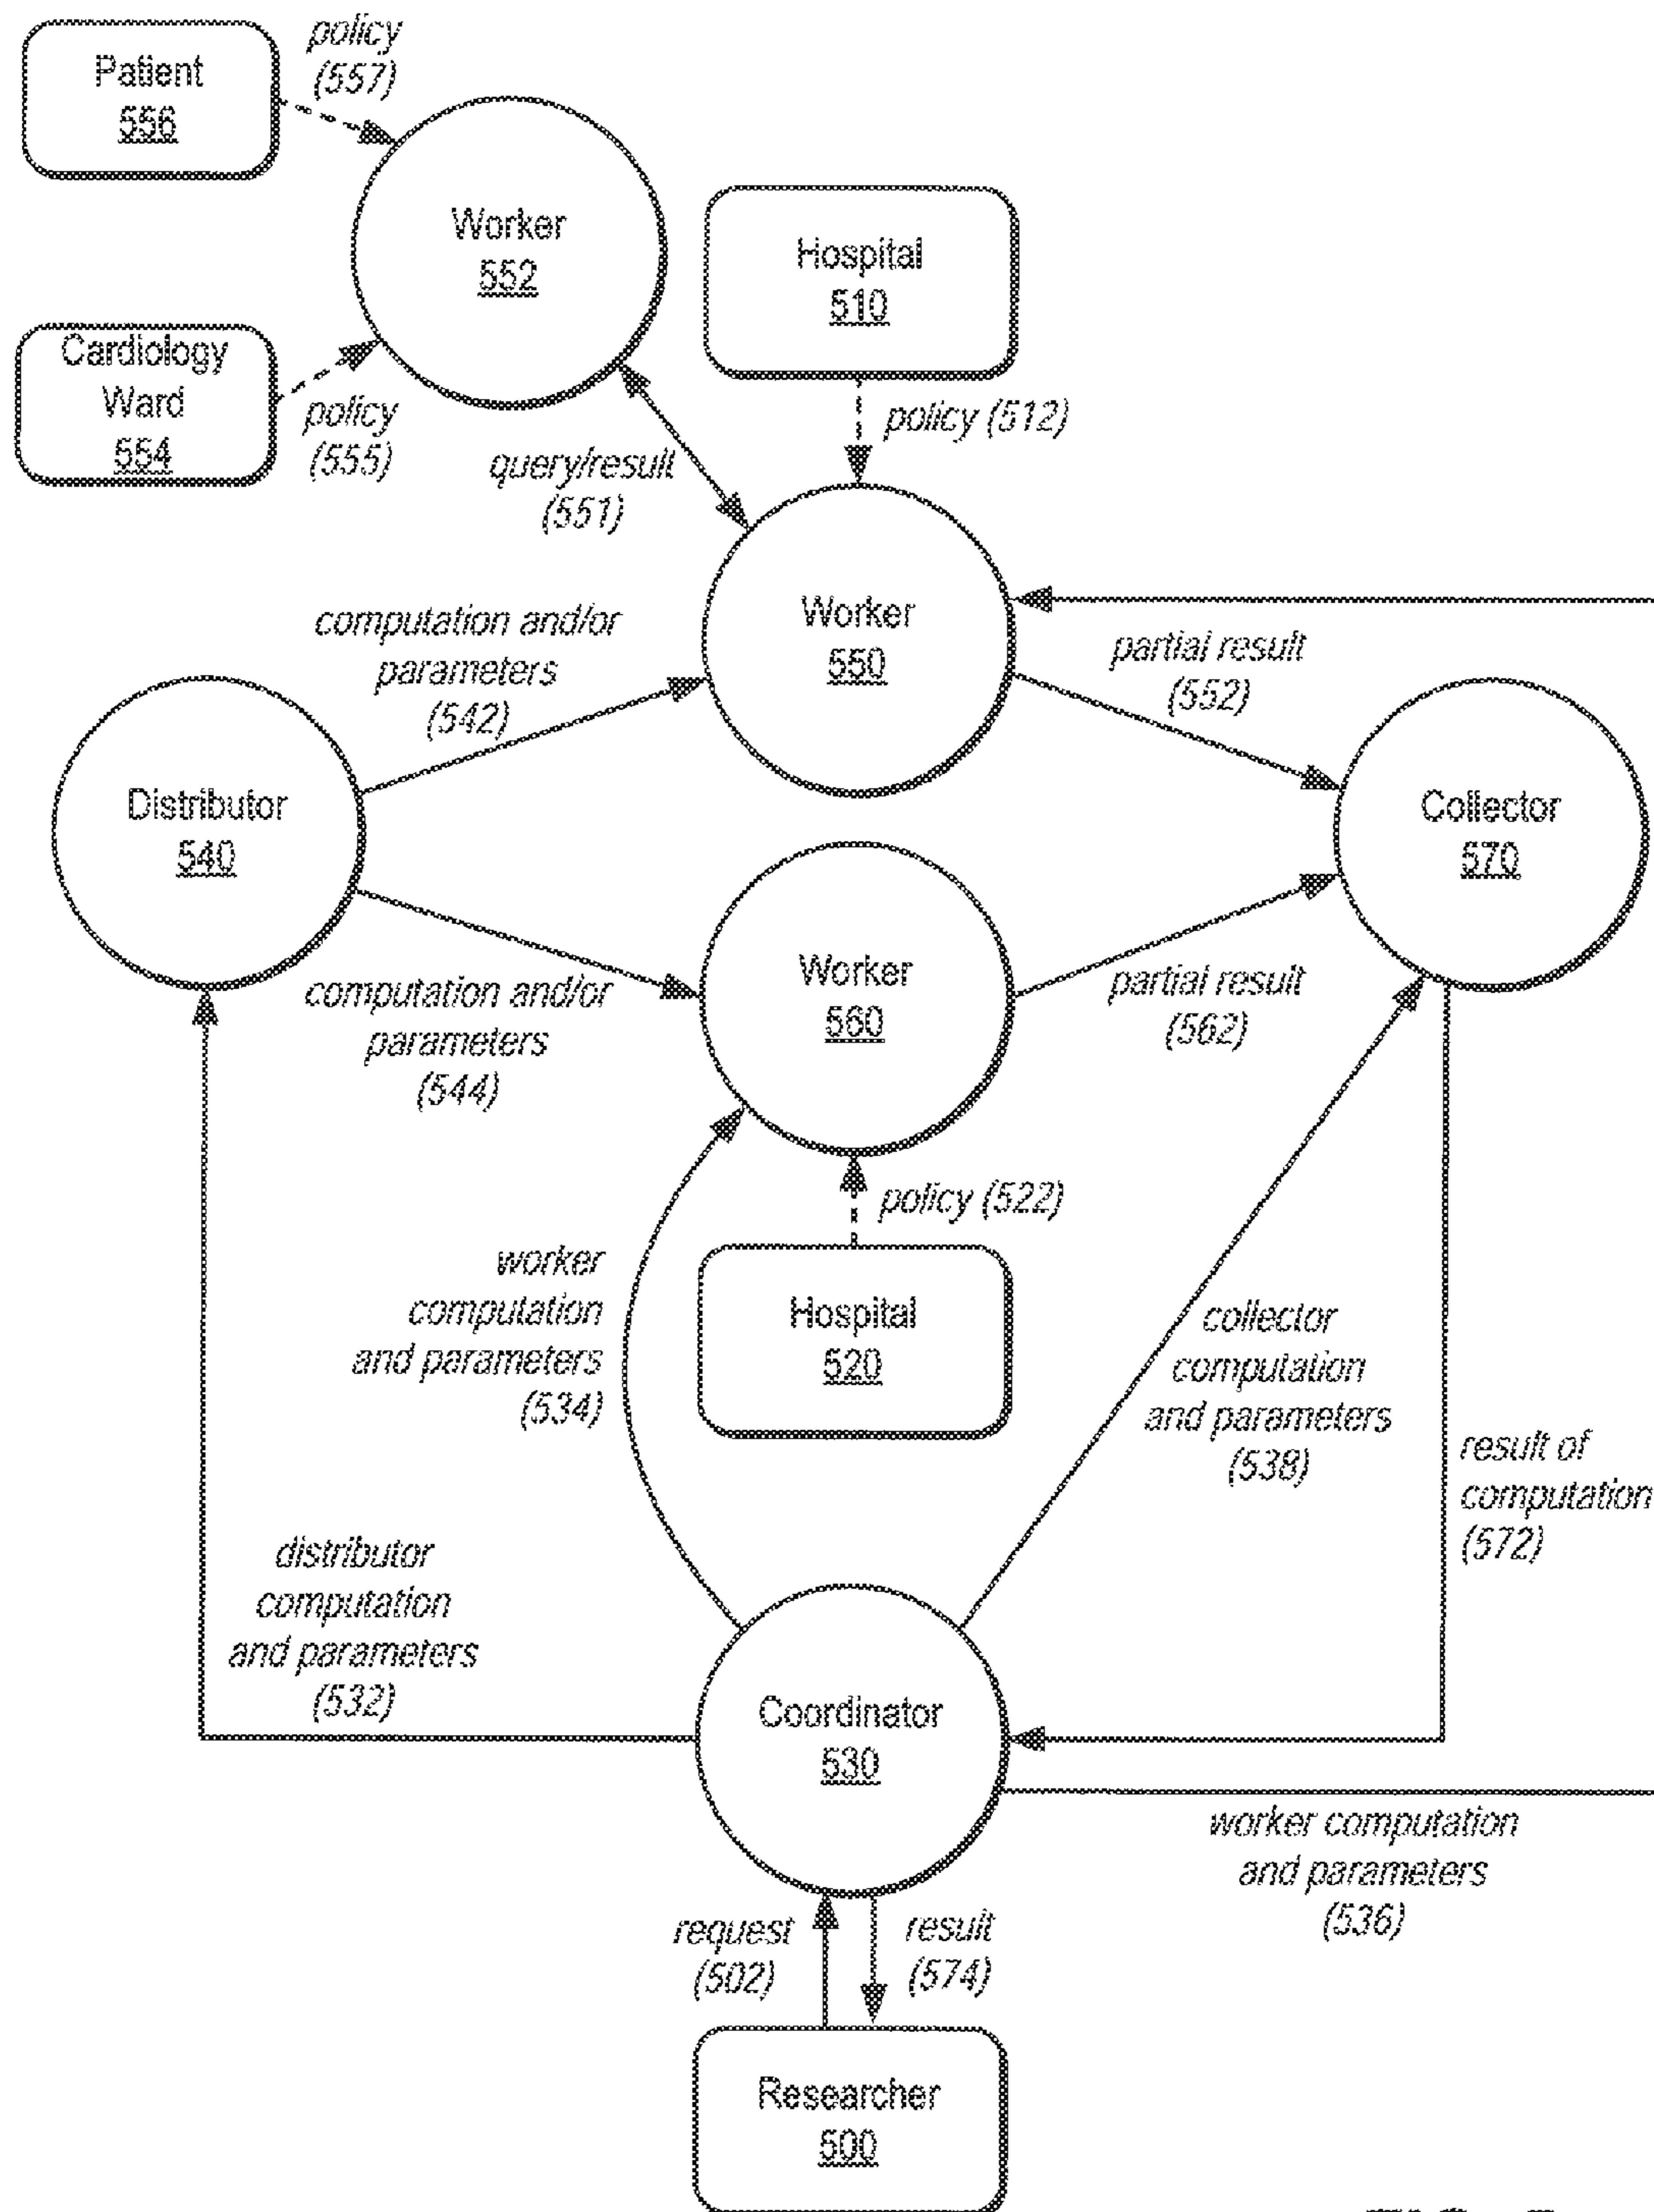 Patient
556
policy
(557)
Worker
552
Hospital
510
Cardiology
Ward
554
policy
(555)
policy (512)
query/result
(551)
computation and/or
parameters
(542)
Worker
550
partial result
(552)
Distributor
540
Collector
570
computation and/or
parameters
(544)
Worker
560
partial result
(562)
policy (522)
worker
computation
and parameters
(534)
Hospital
520
collector
computation
and parameters
(538)
result of
computation
(572)
distributor
computation
and parameters
(532)
Coordinator
530
worker computation
and parameters
(536)
request
(502)
result
(574)
Researcher
500